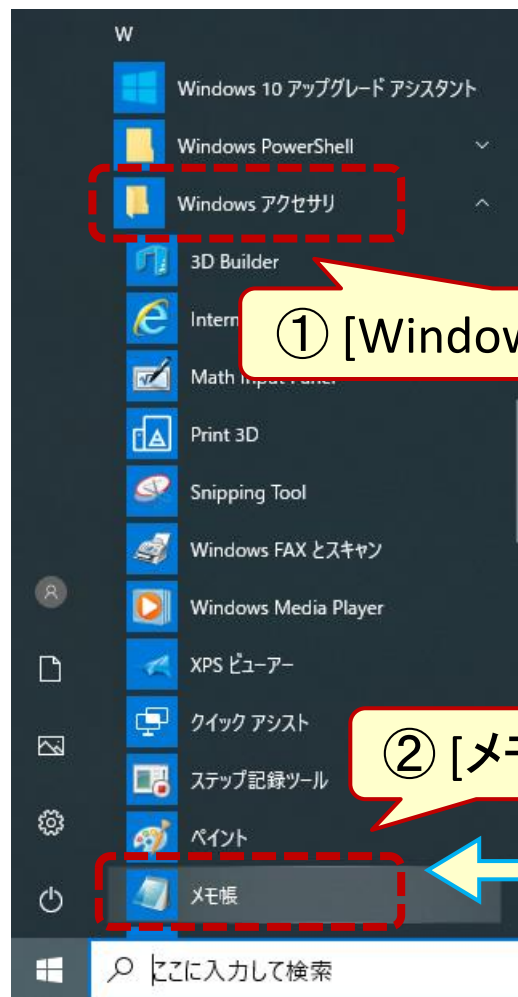 W
Windows 10 アップグレード アシスタント
Windows PowerShell
Windows アクセサリ
3D Builder
① [Window
Math Input Panel
Print 3D
Snipping Tool
Windows FAX とスキャン
Windows Media Player
XPS ビューアー
クイック アシスト
② [メモ
ステップ記録ツール
ペイント
メモ帳
ここに入力して検索